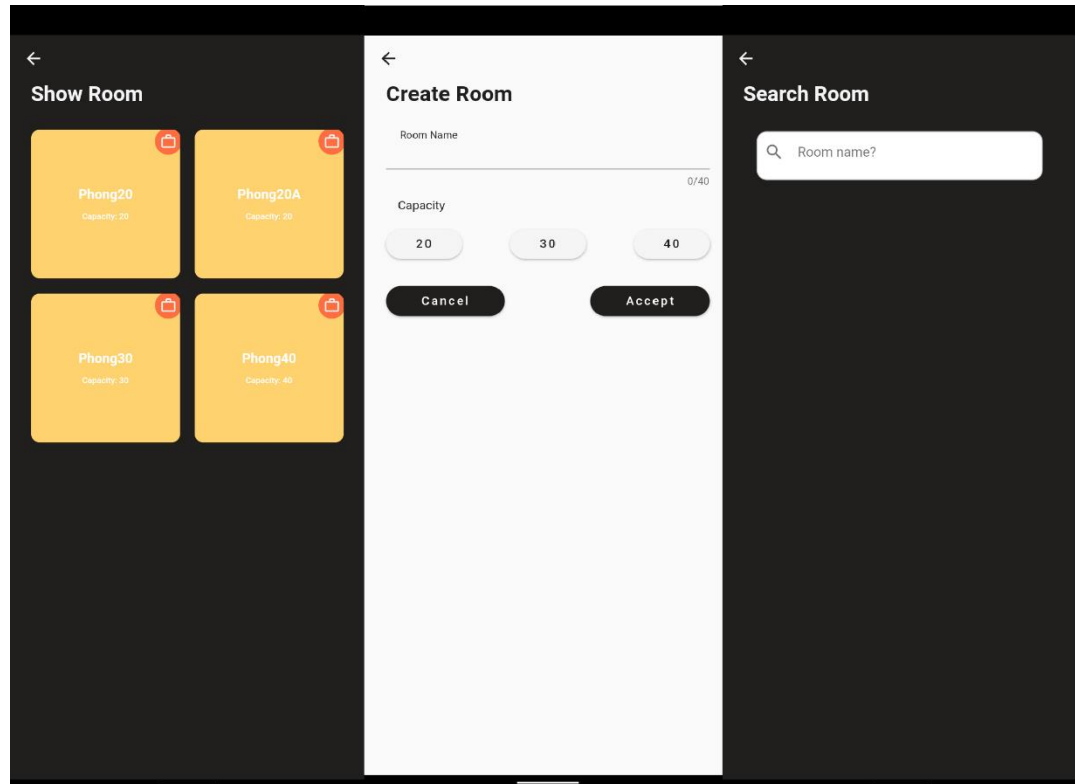 Show Room
Phong20
Capacity: 20
Phong20A
Capacity: 20
Phong30
Capacity: 30
Phong40
Capacity: 40
Create Room
Room Name
0/40
Capacity
20
30
40
Cancel
Accept
Search Room
Room name?